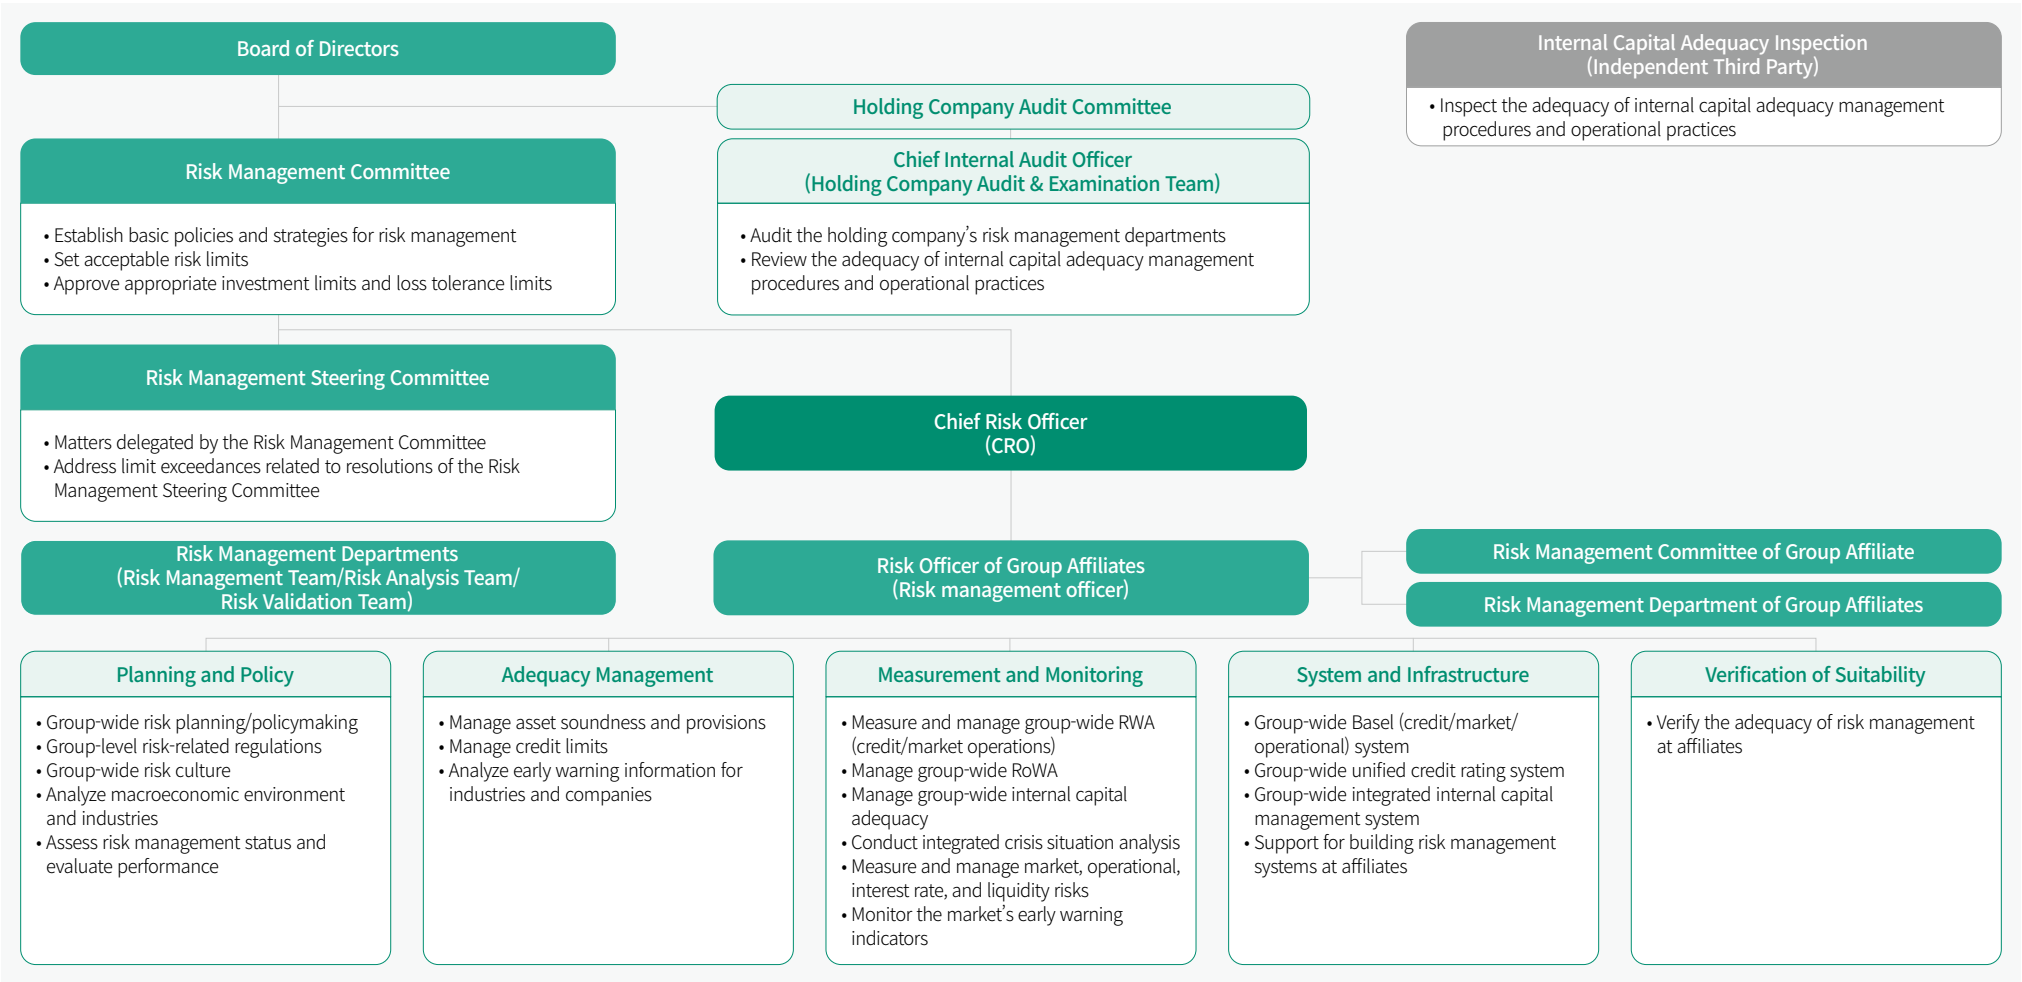 Board of Directors
Internal Capital Adequacy Inspection
(Independent Third Party)
• Inspect the adequacy of internal capital adequacy management
procedures and operational practices
Holding Company Audit Committee
Risk Management Committee
• Establish basic policies and strategies for risk management
• Set acceptable risk limits
• Approve appropriate investment limits and loss tolerance limits
Chief Internal Audit Officer
(Holding Company Audit & Examination Team)
• Audit the holding company's risk management departments
• Review the adequacy of internal capital adequacy management
procedures and operational practices
Risk Management Steering Committee
• Matters delegated by the Risk Management Committee
• Address limit exceedances related to resolutions of the Risk
Management Steering Committee
Chief Risk Officer
(CRO)
Risk Management Departments
(Risk Management Team/Risk Analysis Team/
Risk Validation Team)
Risk Officer of Group Affiliates
(Risk management officer)
Risk Management Committee of Group Affiliate
Risk Management Department of Group Affiliates
Planning and Policy
• Group-wide risk planning/policymaking
• Group-level risk-related regulations
• Group-wide risk culture
• Analyze macroeconomic environment
and industries
• Assess risk management status and
evaluate performance
Adequacy Management
• Manage asset soundness and provisions
• Manage credit limits
• Analyze early warning information for
industries and companies
Measurement and Monitoring
• Measure and manage group-wide RWA
(credit/market operations)
• Manage group-wide RoWA
• Manage group-wide internal capital
adequacy
• Conduct integrated crisis situation analysis
• Measure and manage market, operational,
interest rate, and liquidity risks
• Monitor the market's early warning
indicators
System and Infrastructure
• Group-wide Basel (credit/market/
operational) system
• Group-wide unified credit rating system
• Group-wide integrated internal capital
management system
• Support for building risk management
systems at affiliates
Verification of Suitability
• Verify the adequacy of risk management
at affiliates